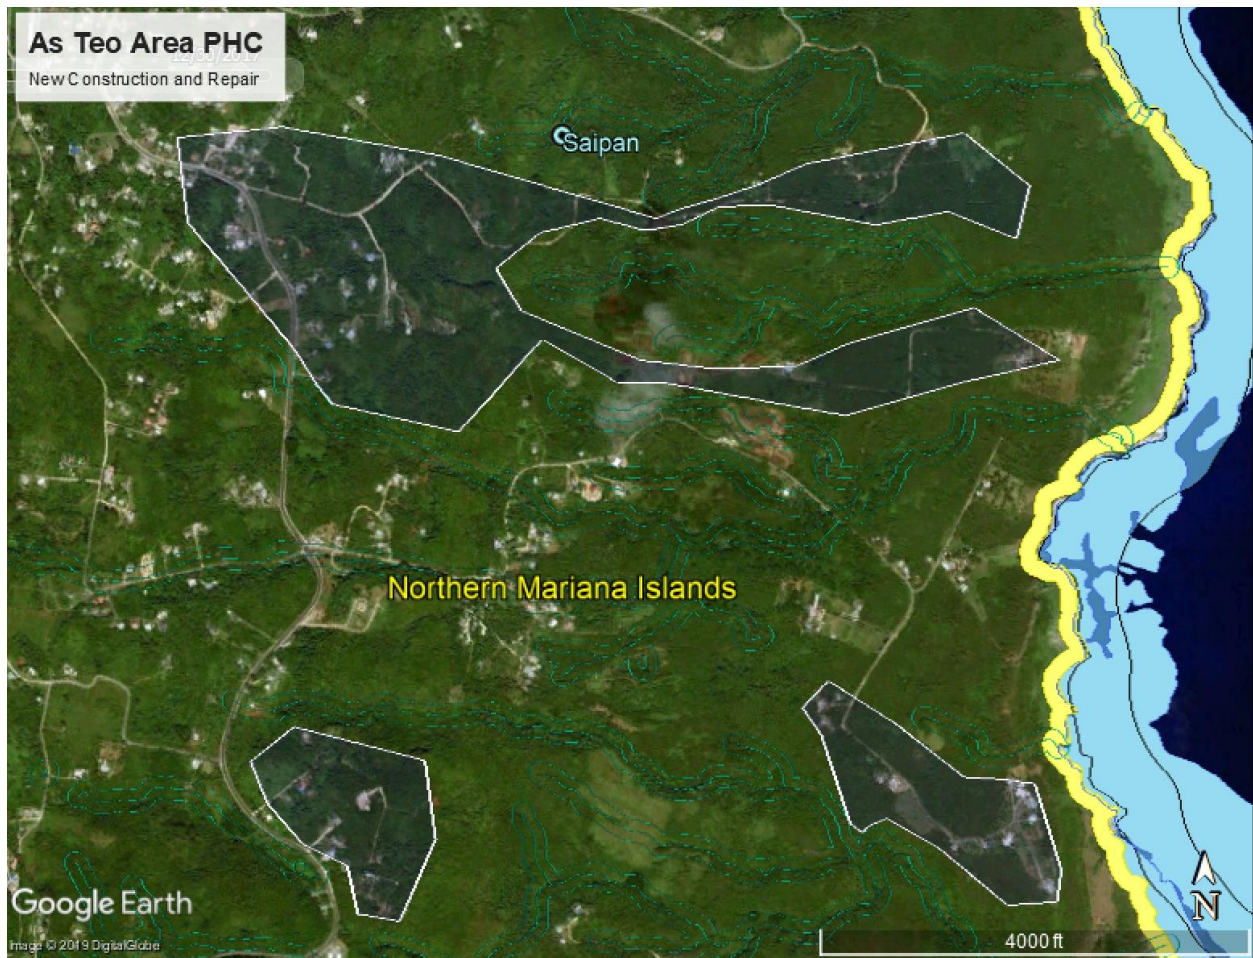 As Teo Area PHC
New Construction and Repair
Saipan
Northern Mariana Islands
Google Earth
N
Image © 2019 DigitalGlobe
4000 ft